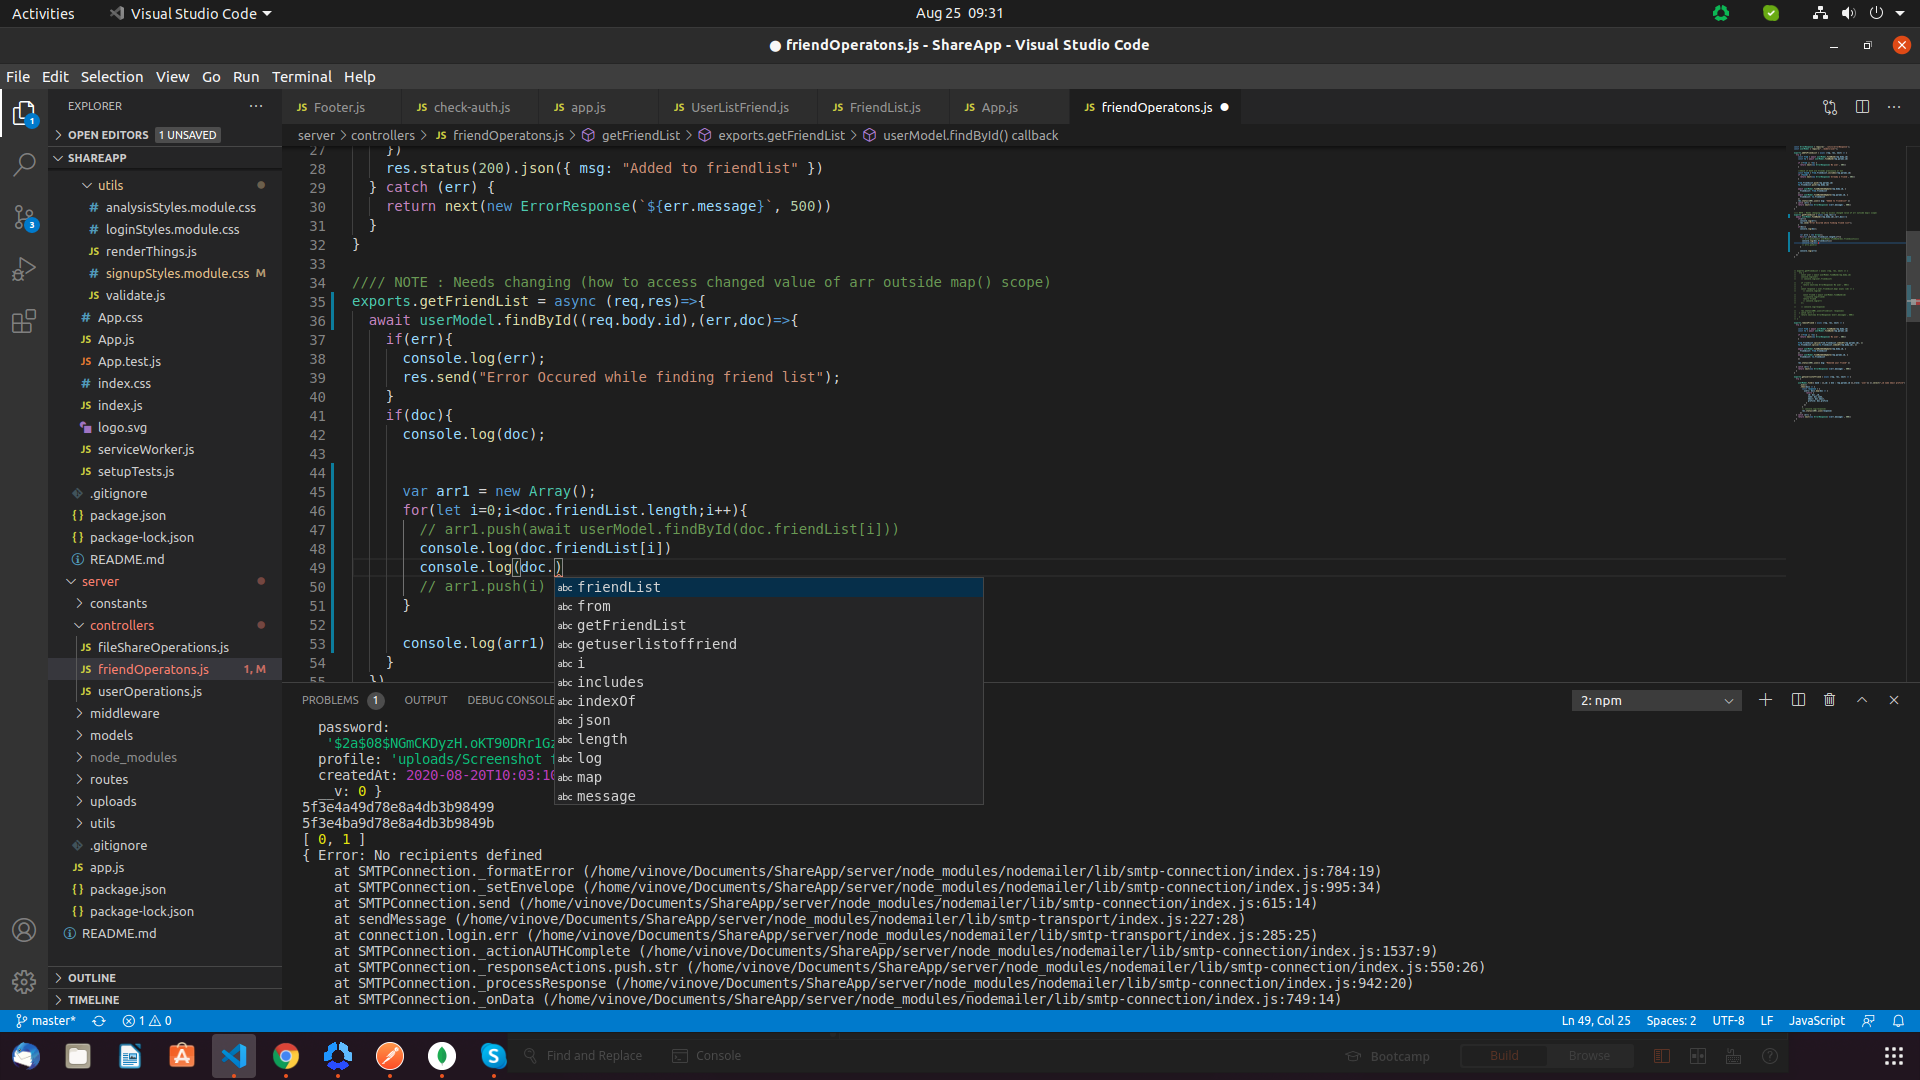 Activities
Visual Studio Code
Aug 25 09:31
friendOperatons.js - ShareApp - Visual Studio Code
File Edit Selection View Go Run Terminal Help
EXPLORER
OPEN EDITORS 1 UNSAVED
SHAREAPP
utils
# analysisStyles.module.css
# loginStyles.module.css
JS renderThings.js
# signupStyles.module.css M
JS validate.js
# App.css
JS App.js
JS App.test.js
# index.css
JS index.js
logo.svg
JS serviceWorker.js
JS setupTests.js
.gitignore
{} package.json
{} package-lock.json
README.md
server
constants
controllers
JS fileShareOperations.js
JS friendOperatons.js 1, M
JS userOperations.js
middleware
models
node_modules
routes
uploads
utils
.gitignore
JS app.js
{} package.json
{} package-lock.json
README.md
OUTLINE
TIMELINE
1
3
JS Footer.js
JS check-auth.js
JS app.js
JS UserListFriend.js
JS FriendList.js
JS App.js
JS friendOperatons.js
server > controllers > JS friendOperatons.js > getFriendList > exports.getFriendList > userModel.findById() callback
27 })
28 res.status(200).json({ msg: "Added to friendlist" })
29 } catch (err) {
30 return next(new ErrorResponse(`${err.message}`, 500))
31 }
32 }
33
34 //// NOTE : Needs changing (how to access changed value of arr outside map() scope)
35 exports.getFriendList = async (req,res)=>{
36 await userModel.findById((req.body.id),(err,doc)=>{
37 if(err){
38 console.log(err);
39 res.send("Error Occured while finding friend list");
40 }
41 if(doc){
42 console.log(doc);
43
44
45 var arr1 = new Array();
46 for(let i=0;i<doc.friendList.length;i++){
47 // arr1.push(await userModel.findById(doc.friendList[i]))
48 console.log(doc.friendList[i])
49 console.log(doc.)
50 // arr1.push(i)
51 }
52
53 console.log(arr1)
54 }
55 })
abc friendList
abc from
abc getFriendList
abc getuserlistoffriend
abc i
abc includes
abc indexOf
abc json
abc length
abc log
abc map
abc message
PROBLEMS 1 OUTPUT DEBUG CONSOLE
2: npm
password:
'$2a$08$NGmCKDyzH.oKT90DRr1G
profile: 'uploads/Screenshot
createdAt: 2020-08-20T10:03:10
__v: 0 }
5f3e4a49d78e8a4db3b98499
5f3e4ba9d78e8a4db3b9849b
[ 0, 1 ]
{ Error: No recipients defined
at SMTPConnection._formatError (/home/vinove/Documents/ShareApp/server/node_modules/nodemailer/lib/smtp-connection/index.js:784:19)
at SMTPConnection._setEnvelope (/home/vinove/Documents/ShareApp/server/node_modules/nodemailer/lib/smtp-connection/index.js:995:34)
at SMTPConnection.send (/home/vinove/Documents/ShareApp/server/node_modules/nodemailer/lib/smtp-connection/index.js:615:14)
at sendMessage (/home/vinove/Documents/ShareApp/server/node_modules/nodemailer/lib/smtp-transport/index.js:227:28)
at connection.login.err (/home/vinove/Documents/ShareApp/server/node_modules/nodemailer/lib/smtp-transport/index.js:285:25)
at SMTPConnection._actionAUTHComplete (/home/vinove/Documents/ShareApp/server/node_modules/nodemailer/lib/smtp-connection/index.js:1537:9)
at SMTPConnection._responseActions.push.str (/home/vinove/Documents/ShareApp/server/node_modules/nodemailer/lib/smtp-connection/index.js:550:26)
at SMTPConnection._processResponse (/home/vinove/Documents/ShareApp/server/node_modules/nodemailer/lib/smtp-connection/index.js:942:20)
at SMTPConnection._onData (/home/vinove/Documents/ShareApp/server/node_modules/nodemailer/lib/smtp-connection/index.js:749:14)
master* 1 0
Ln 49, Col 25 Spaces: 2 UTF-8 LF JavaScript
Find and Replace Console Bootcamp Build Browse